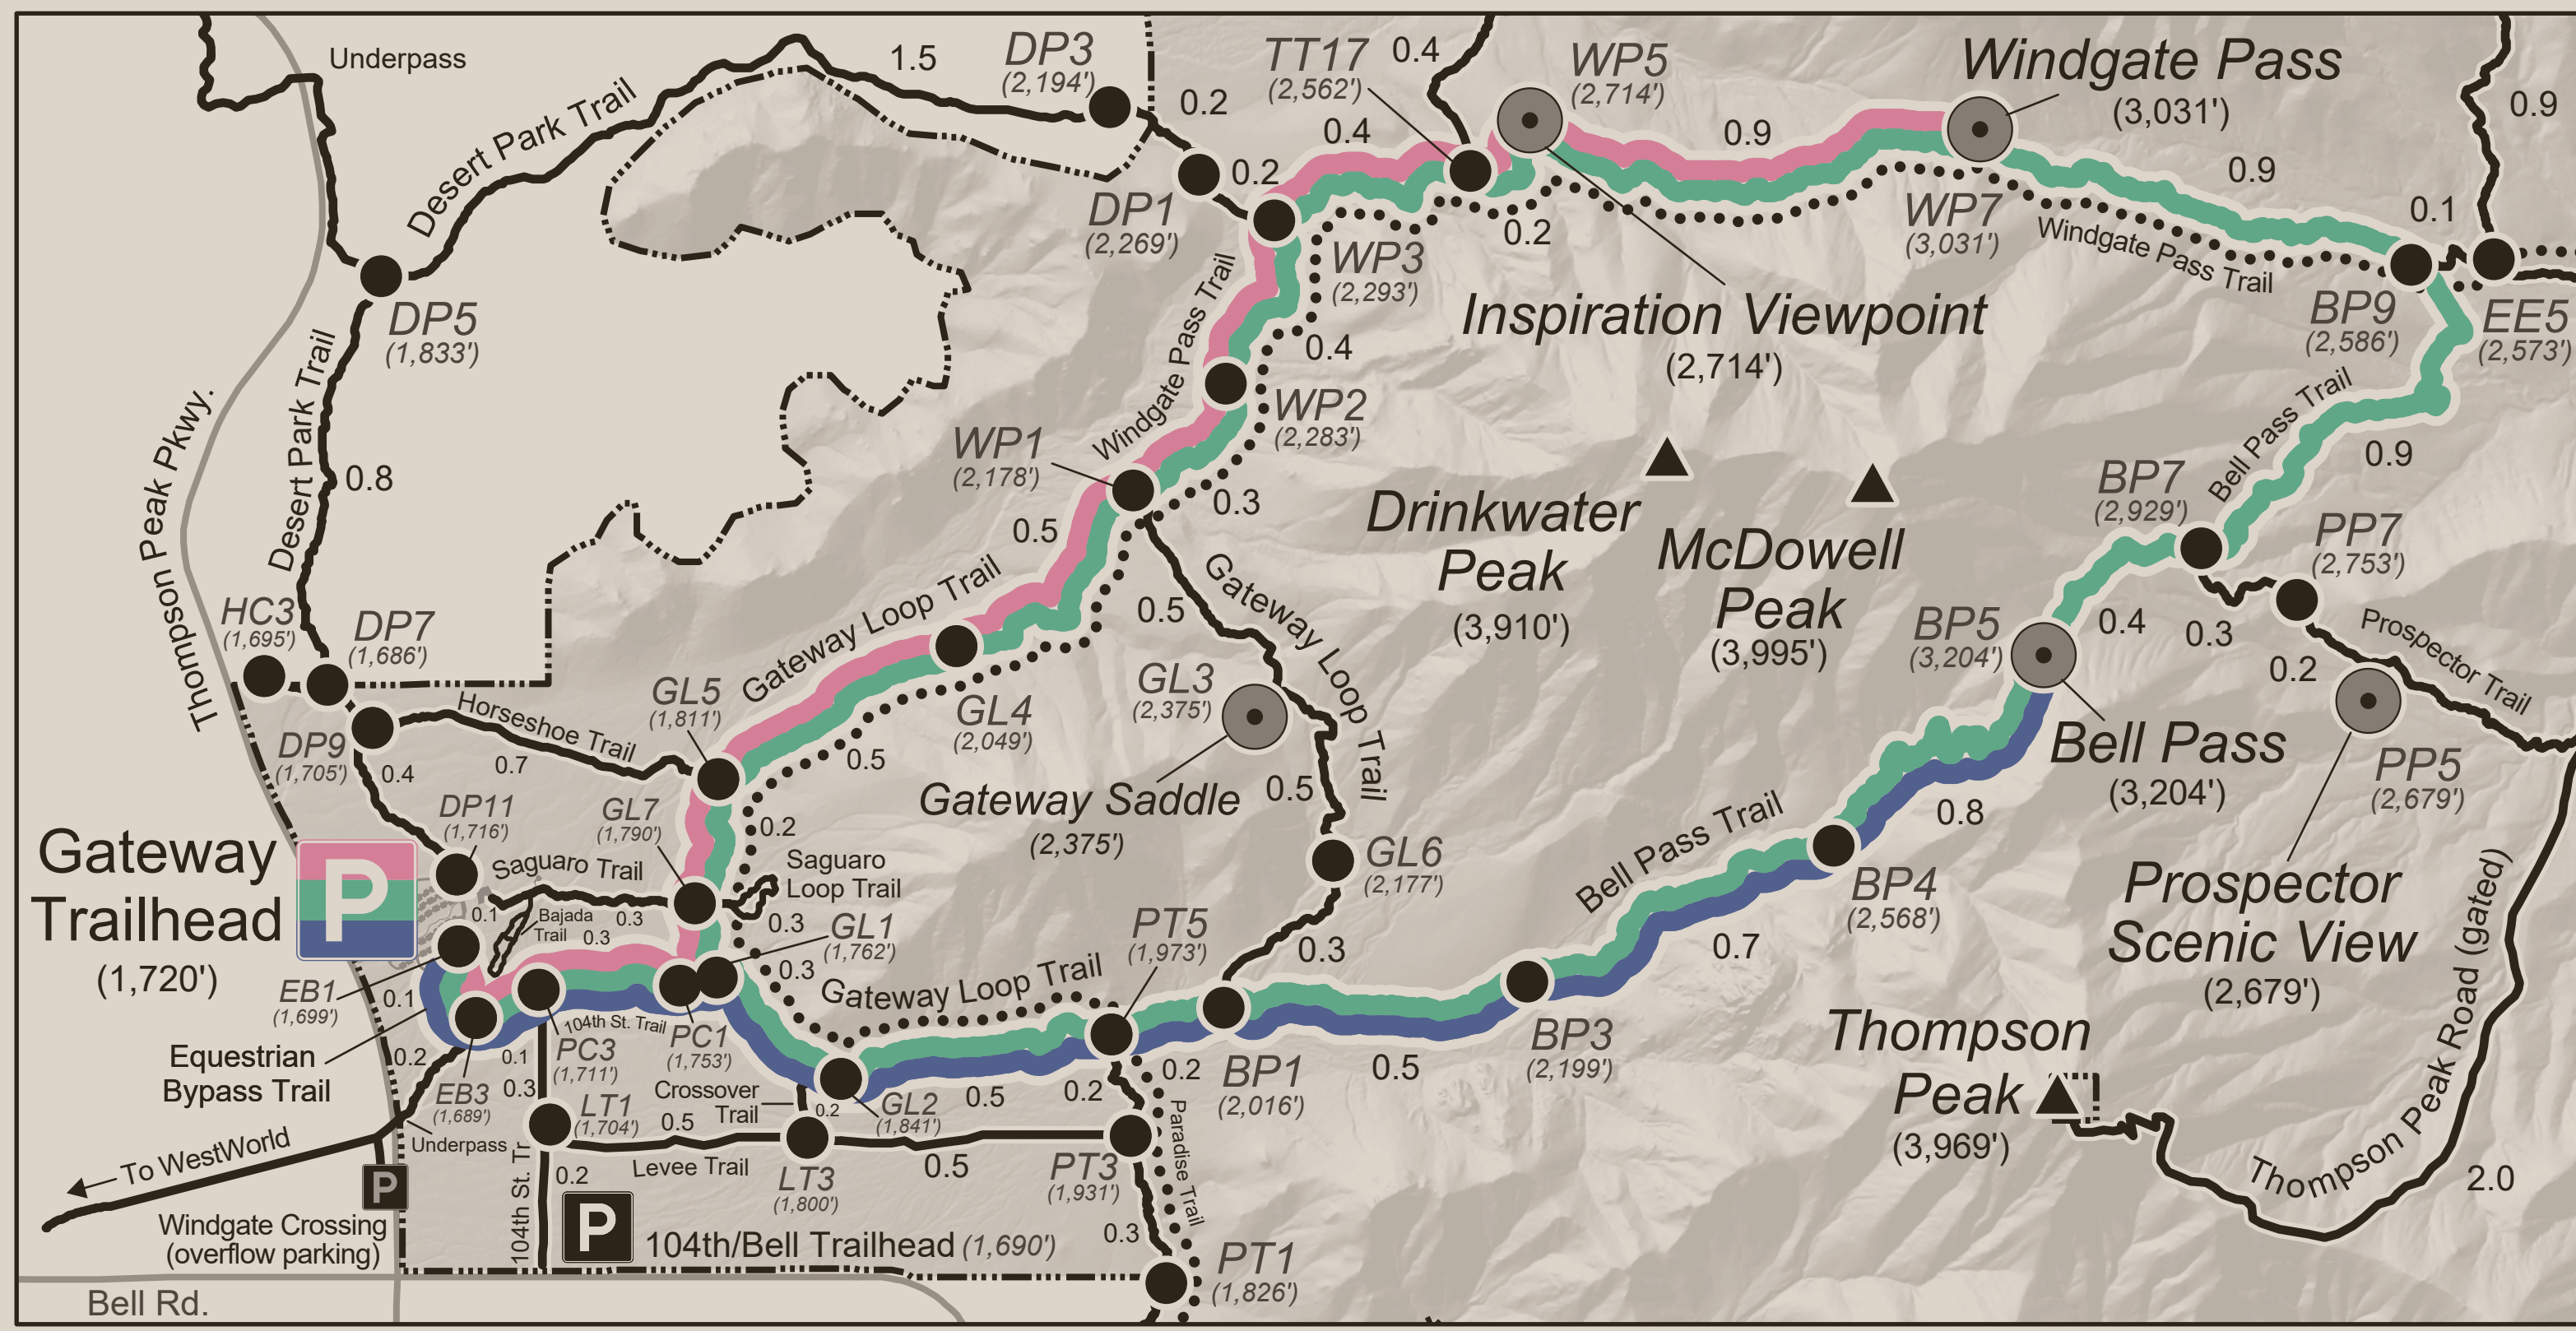 Underpass
Desert Park Trail
1.5
DP3
(2,194')
0.2
TT17
(2,562')
0.4
WP5
(2,714')
Windgate Pass
(3,031')
0.9
0.4
0.9
0.9
0.2
DP1
(2,269')
WP3
(2,293')
0.2
WP7
(3,031')
Windgate Pass Trail
0.1
BP9
(2,586')
EE5
(2,573')
Inspiration Viewpoint
(2,714')
DP5
(1,833')
Desert Park Trail
0.8
Thompson Peak Pkwy.
Windgate Pass Trail
0.4
WP2
(2,283')
WP1
(2,178')
0.3
0.5
Gateway Loop Trail
Drinkwater
Peak
(3,910')
McDowell
Peak
(3,995')
Bell Pass Trail
0.9
BP7
(2,929')
PP7
(2,753')
0.4
0.3
0.2
Prospector Trail
BP5
(3,204')
Bell Pass
(3,204')
PP5
(2,679')
Prospector
Scenic View
(2,679')
HC3
(1,695')
DP7
(1,686')
DP9
(1,705')
Horseshoe Trail
0.7
0.4
GL5
(1,811')
GL4
(2,049')
0.5
0.5
Gateway Loop Trail
GL3
(2,375')
Gateway Saddle
(2,375')
0.5
GL6
(2,177')
0.3
DP11
(1,716')
GL7
(1,790')
0.2
Saguaro Trail
Saguaro
Loop Trail
0.3
0.1
Bajada
Trail
0.3
0.3
GL1
(1,762')
0.3
Gateway
Trailhead
(1,720')
P
EB1
(1,699')
0.1
Equestrian
Bypass Trail
0.2
EB3
(1,689')
0.1
104th St. Trail
PC3
(1,711')
PC1
(1,753')
0.3
LT1
(1,704')
Crossover
Trail
0.2
GL2
(1,841')
Gateway Loop Trail
PT5
(1,973')
0.5
0.2
0.2
BP1
(2,016')
0.5
BP3
(2,199')
Bell Pass Trail
0.7
BP4
(2,568')
0.8
Thompson
Peak
(3,969')
Thompson Peak Road (gated)
2.0
Underpass
To WestWorld
P
Windgate Crossing
(overflow parking)
104th St. Tr
0.2
0.5
Levee Trail
LT3
(1,800')
0.5
PT3
(1,931')
Paradise Trail
0.3
PT1
(1,826')
P
104th/Bell Trailhead (1,690')
Bell Rd.